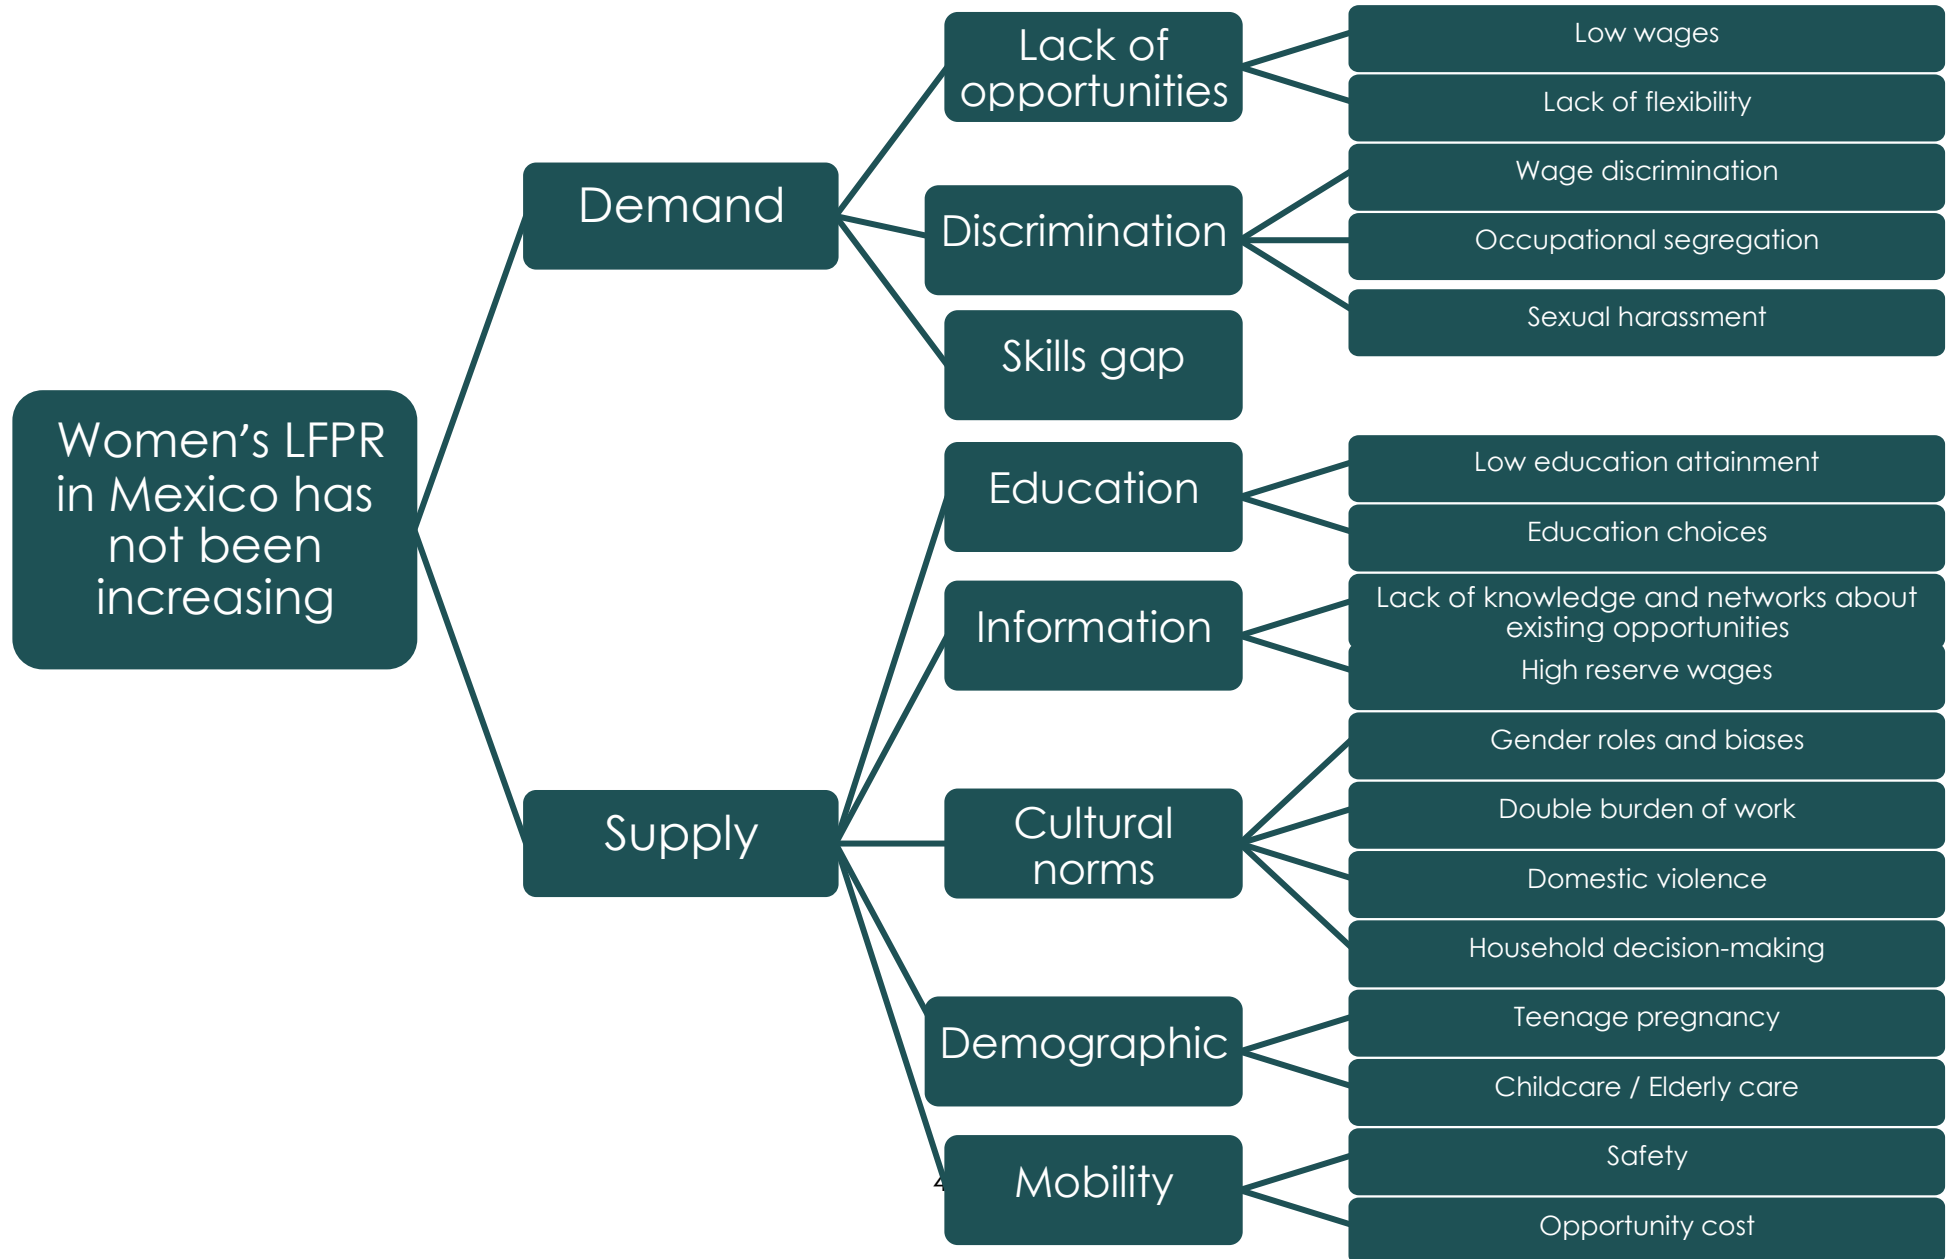 Women's LFPR
in Mexico has
not been
increasing
Demand
Supply
Lack of
opportunities
Discrimination
Skills gap
Education
Information
Cultural
norms
Demographic
Mobility
Low wages
Lack of flexibility
Wage discrimination
Occupational segregation
Sexual harassment
Low education attainment
Education choices
Lack of knowledge and networks about
existing opportunities
High reserve wages
Gender roles and biases
Double burden of work
Domestic violence
Household decision-making
Teenage pregnancy
Childcare / Elderly care
Safety
Opportunity cost